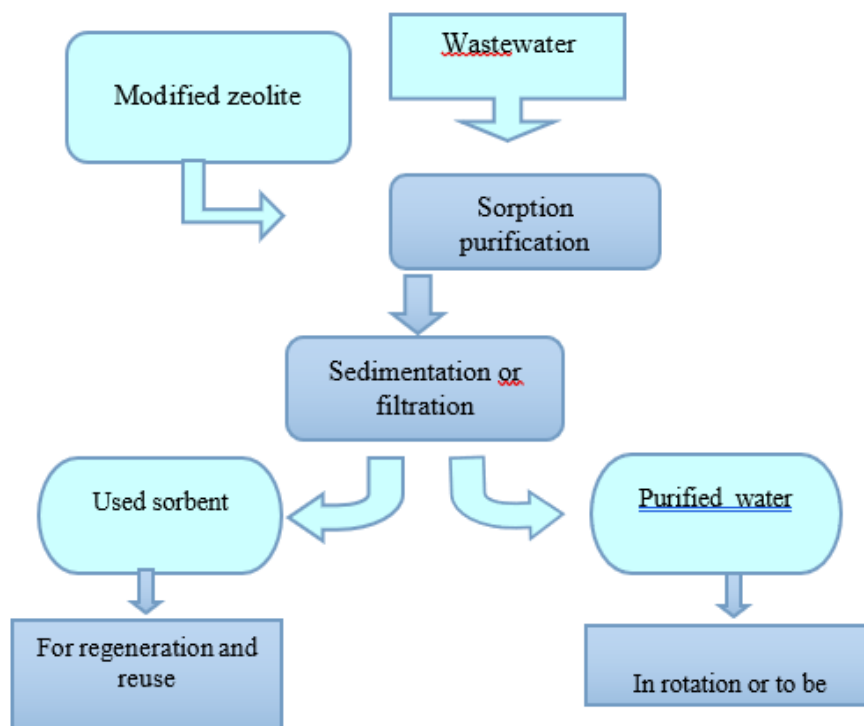 Wastewater
Modified zeolite
Sorption
purification
Sedimentation or
filtration
Used sorbent
Purified water
For regeneration and
reuse
In rotation or to be